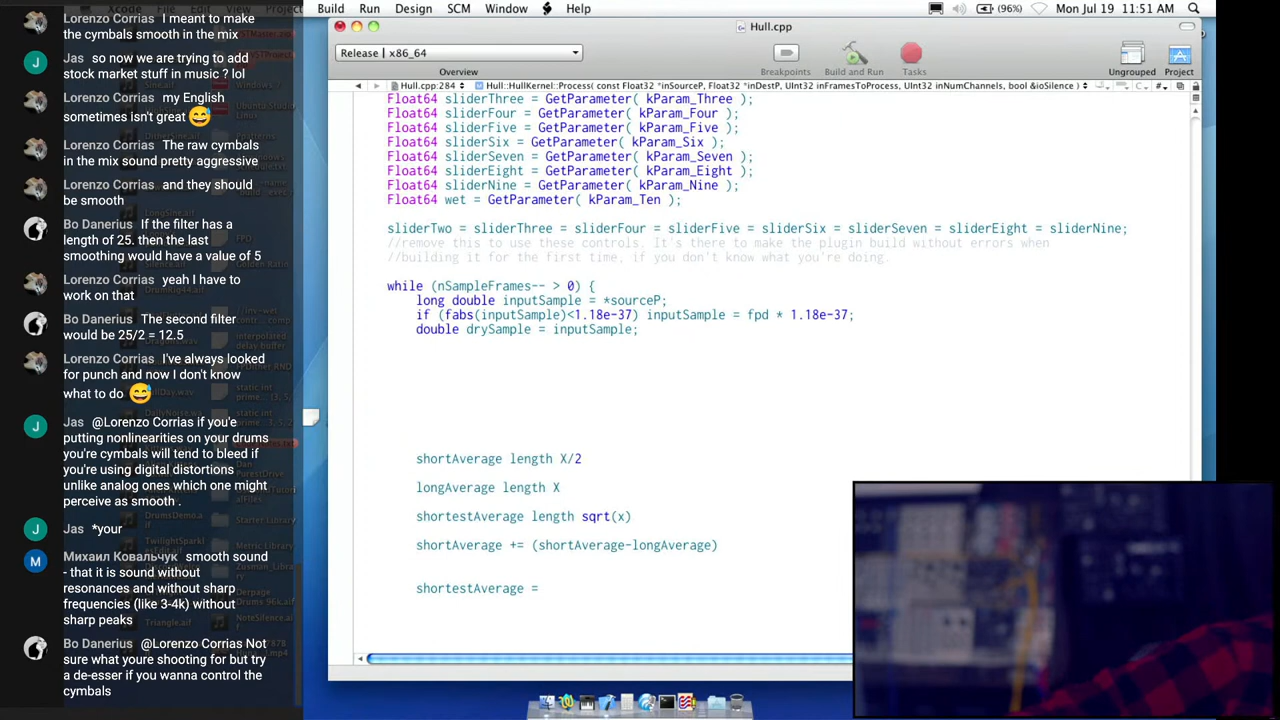 Lorenzo Corrias I meant to make
the cymbals smooth in the mix
Jas so now we are trying to add
stock market stuff in music ? lol
Lorenzo Corrias my English
sometimes isn't great 😅
Lorenzo Corrias The raw cymbals
in the mix sound pretty aggressive
Lorenzo Corrias and they should
be smooth
Bo Danerius If the filter has a
length of 25. then the last
smoothing would have a value of 5
Lorenzo Corrias yeah I have to
work on that
Bo Danerius The second filter
would be 25/2 = 12.5
Lorenzo Corrias I've always looked
for punch and now I don't know
what to do 😅
Jas @Lorenzo Corrias if you'e
putting nonlinearities on your drums
you're cymbals will tend to bleed if
you're using digital distortions
unlike analog ones which one might
perceive as smooth .
Jas *your
Михаил Ковальчук smooth sound
- that it is sound without
resonances and without sharp
frequencies (like 3-4k) without
sharp peaks
Bo Danerius @Lorenzo Corrias Not
sure what youre shooting for but try
a de-esser if you wanna control the
cymbals
Xcode
Build Run Design SCM Window Help
(96%) Mon Jul 19 11:51 AM
Hull.cpp
Release | x86_64
Overview
Breakpoints Build and Run Tasks Ungrouped Project
Hull.cpp:284 Hull::HullKernel::Process( const Float32 *inSourceP, Float32 *inDestP, UInt32 inFramesToProcess, UInt32 inNumChannels, bool &ioSilence )
Float64 sliderThree = GetParameter( kParam_Three );
Float64 sliderFour = GetParameter( kParam_Four );
Float64 sliderFive = GetParameter( kParam_Five );
Float64 sliderSix = GetParameter( kParam_Six );
Float64 sliderSeven = GetParameter( kParam_Seven );
Float64 sliderEight = GetParameter( kParam_Eight );
Float64 sliderNine = GetParameter( kParam_Nine );
Float64 wet = GetParameter( kParam_Ten );
sliderTwo = sliderThree = sliderFour = sliderFive = sliderSix = sliderSeven = sliderEight = sliderNine;
//remove this to use these controls. It's there to make the plugin build without errors when
//building it for the first time, if you don't know what you're doing.
while (nSampleFrames-- > 0) {
long double inputSample = *sourceP;
if (fabs(inputSample)<1.18e-37) inputSample = fpd * 1.18e-37;
double drySample = inputSample;
shortAverage length X/2
longAverage length X
shortestAverage length sqrt(x)
shortAverage += (shortAverage-longAverage)
shortestAverage =